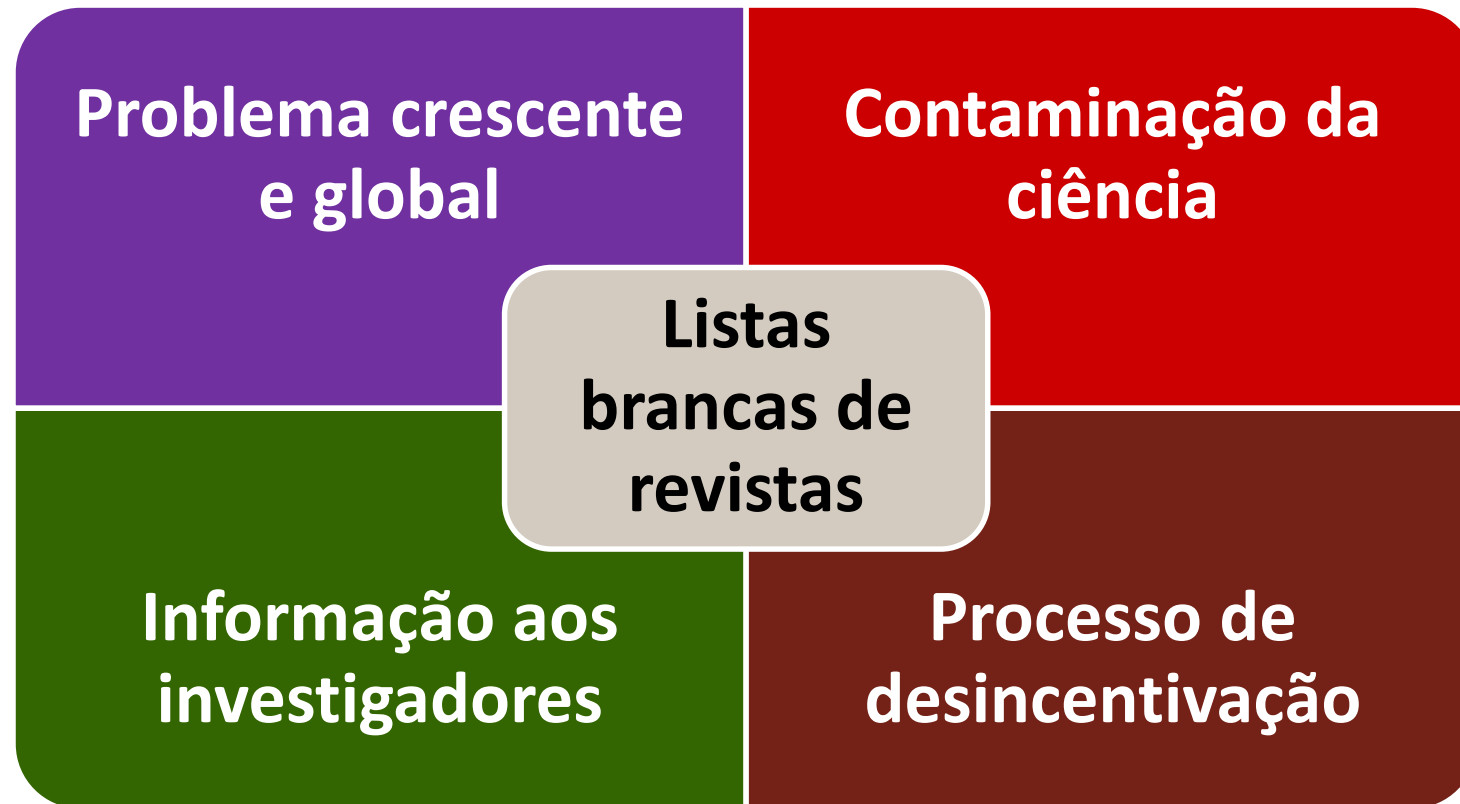 Problema crescente
e global
Contaminação da
ciência
Listas
brancas de
revistas
Informação aos
investigadores
Processo de
desincentivação